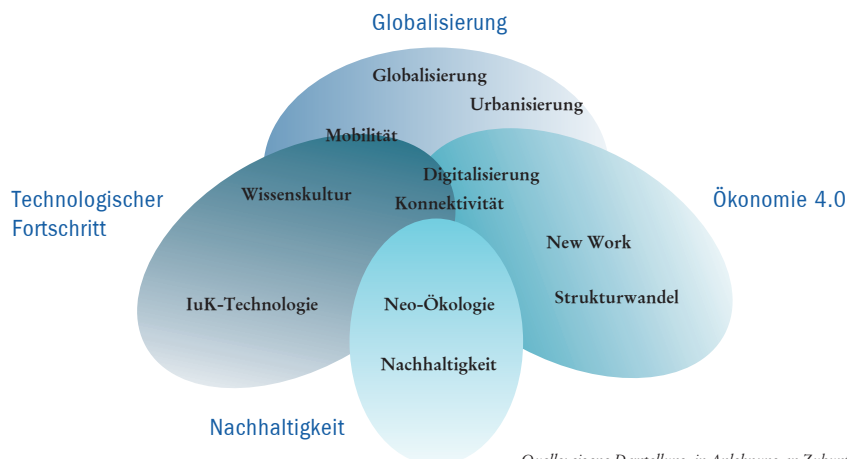 Globalisierung
Globalisierung
Urbanisierung
Mobilität
Digitalisierung
Wissenskultur
Konnektivität
Technologischer
Fortschritt
Ökonomie 4.0
New Work
IuK-Technologie
Neo-Ökologie
Strukturwandel
Nachhaltigkeit
Nachhaltigkeit